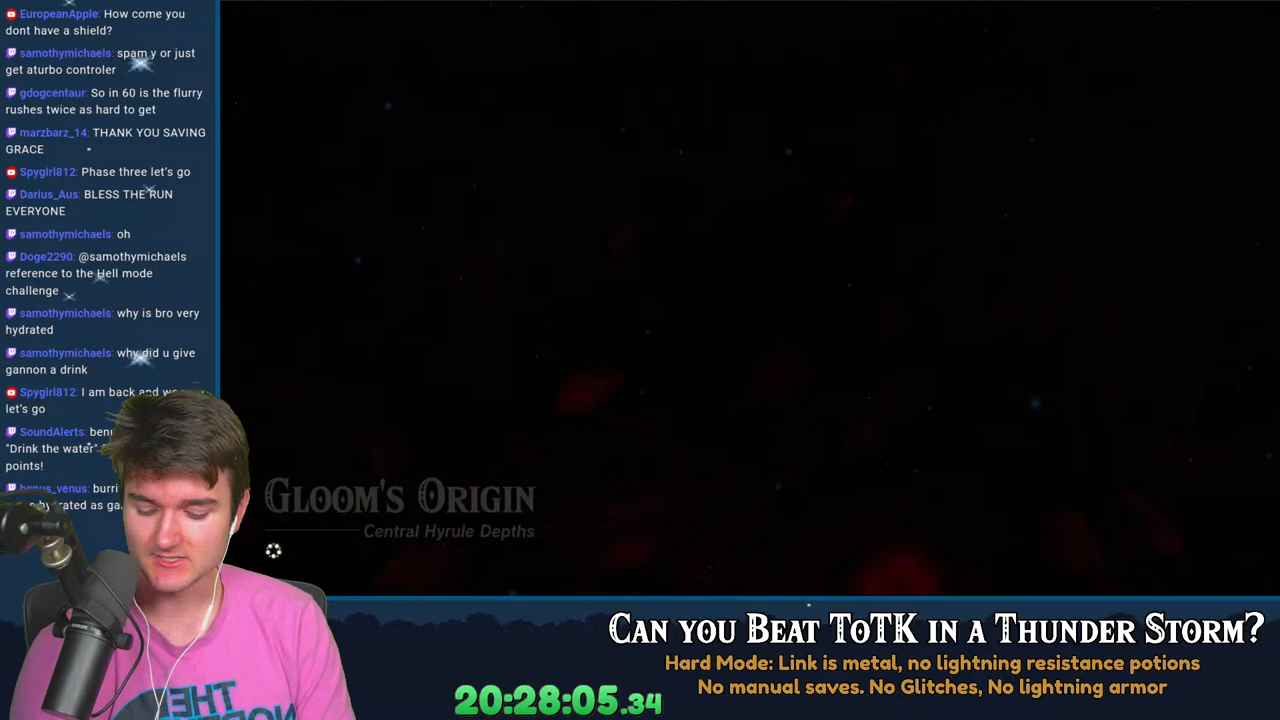 EuropeanApple: How come you
dont have a shield?
samothymichaels: spam y or just
get aturbo controler
gdogcentaur: So in 60 is the flurry
rushes twice as hard to get
marzbarz_14: THANK YOU SAVING
GRACE
Spygirl812: Phase three let's go
Darius_Aus: BLESS THE RUN
EVERYONE
samothymichaels: oh
Doge2290: @samothymichaels
reference to the Hell mode
challenge
samothymichaels: why is bro very
hydrated
samothymichaels: why did u give
gannon a drink
Spygirl812: I am back and
let's go
SoundAlerts:
"Drink the water"
points!
benus_venus: burri
hydrated as
GLOOM'S ORIGIN
Central Hyrule Depths
CAN YOU BEAT TOTK IN A THUNDER STORM?
Hard Mode: Link is metal, no lightning resistance potions
No manual saves. No Glitches, No lightning armor
20:28:05.34
THE